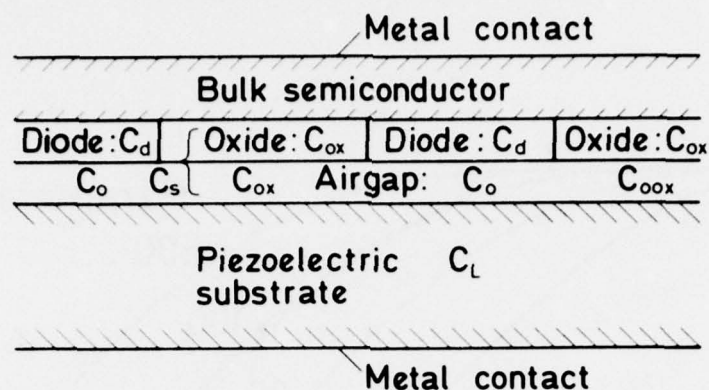 Metal contact
Bulk semiconductor
Diode: Cd Oxide: Cox Diode: Cd Oxide: Cox
Co Cs Cox Airgap: Co Coox
Piezoelectric CL
substrate
Metal contact